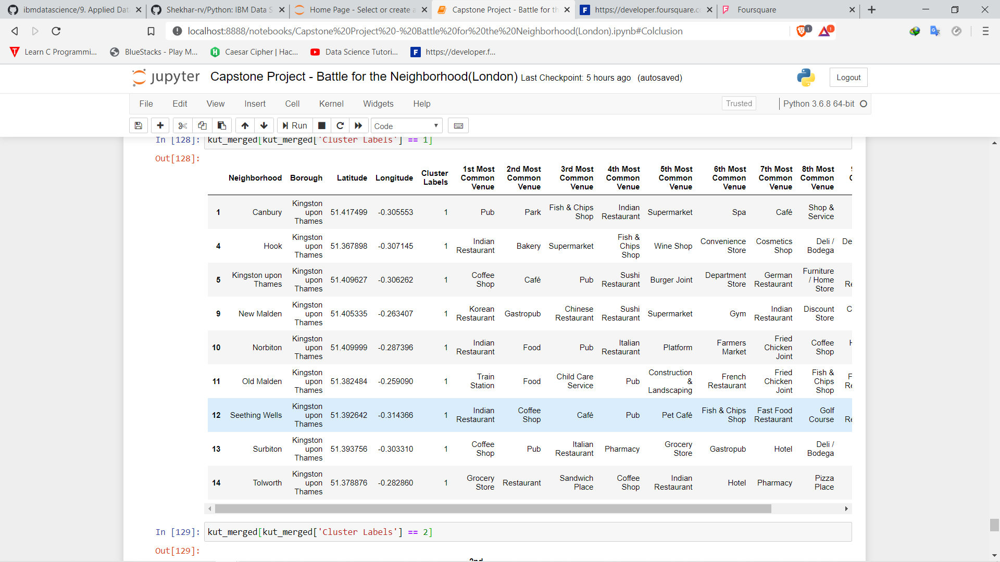 ibmdatascience/9. Applied Dat
Shekhar-rv/Python: IBM Data S
Home Page - Select or create a
Capstone Project - Battle for th
https://developer.foursquare.co
Foursquare
localhost:8888/notebooks/Capstone%20Project%20-%20Battle%20for%20the%20Neighborhood(London).ipynb#Colclusion
1
1
Learn C Programmi...
BlueStacks - Play M...
Caesar Cipher | Hac...
Data Science Tutori...
https://developer.f...
jupyter
Capstone Project - Battle for the Neighborhood(London) Last Checkpoint: 5 hours ago (autosaved)
Logout
File Edit View Insert Cell Kernel Widgets Help
Trusted
Python 3.6.8 64-bit
Run
Code
In [128]: kut_merged[kut_merged['Cluster Labels'] == 1]
Out[128]:
Neighborhood Borough Latitude Longitude Cluster Labels 1st Most Common Venue 2nd Most Common Venue 3rd Most Common Venue 4th Most Common Venue 5th Most Common Venue 6th Most Common Venue 7th Most Common Venue 8th Most Common Venue
1 Canbury Kingston upon Thames 51.417499 -0.305553 1 Pub Park Fish & Chips Shop Indian Restaurant Supermarket Spa Café Shop & Service
4 Hook Kingston upon Thames 51.367898 -0.307145 1 Indian Restaurant Bakery Supermarket Fish & Chips Shop Wine Shop Convenience Store Cosmetics Shop Deli / Bodega De
5 Kingston upon Thames Kingston upon Thames 51.409627 -0.306262 1 Coffee Shop Café Pub Sushi Restaurant Burger Joint Department Store German Restaurant Furniture / Home Store Re
9 New Malden Kingston upon Thames 51.405335 -0.263407 1 Korean Restaurant Gastropub Chinese Restaurant Sushi Restaurant Supermarket Gym Indian Restaurant Discount Store C
10 Norbiton Kingston upon Thames 51.409999 -0.287396 1 Indian Restaurant Food Pub Italian Restaurant Platform Farmers Market Fried Chicken Joint Coffee Shop H
11 Old Malden Kingston upon Thames 51.382484 -0.259090 1 Train Station Food Child Care Service Pub Construction & Landscaping French Restaurant Fried Chicken Joint Fish & Chips Shop F Re
12 Seething Wells Kingston upon Thames 51.392642 -0.314366 1 Indian Restaurant Coffee Shop Café Pub Pet Café Fish & Chips Shop Fast Food Restaurant Golf Course Re
13 Surbiton Kingston upon Thames 51.393756 -0.303310 1 Coffee Shop Pub Italian Restaurant Pharmacy Grocery Store Gastropub Hotel Deli / Bodega
14 Tolworth Kingston upon Thames 51.378876 -0.282860 1 Grocery Store Restaurant Sandwich Place Coffee Shop Indian Restaurant Hotel Pharmacy Pizza Place
In [129]: kut_merged[kut_merged['Cluster Labels'] == 2]
Out[129]:
2nd